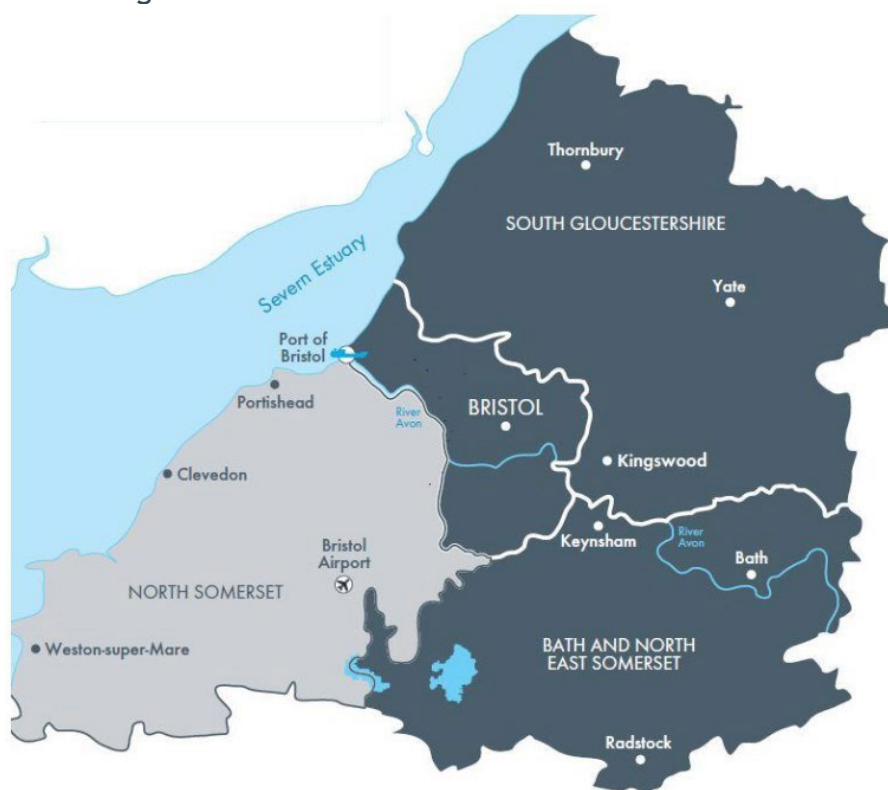 Thornbury
SOUTH GLOUCESTERSHIRE
Severn Estuary
Yate
Port of
Bristol
Portishead
River
Avon
BRISTOL
Clevedon
Kingswood
Keynsham
River
Avon
Bath
Bristol
Airport
NORTH SOMERSET
Weston-super-Mare
BATH AND NORTH
EAST SOMERSET
Radstock